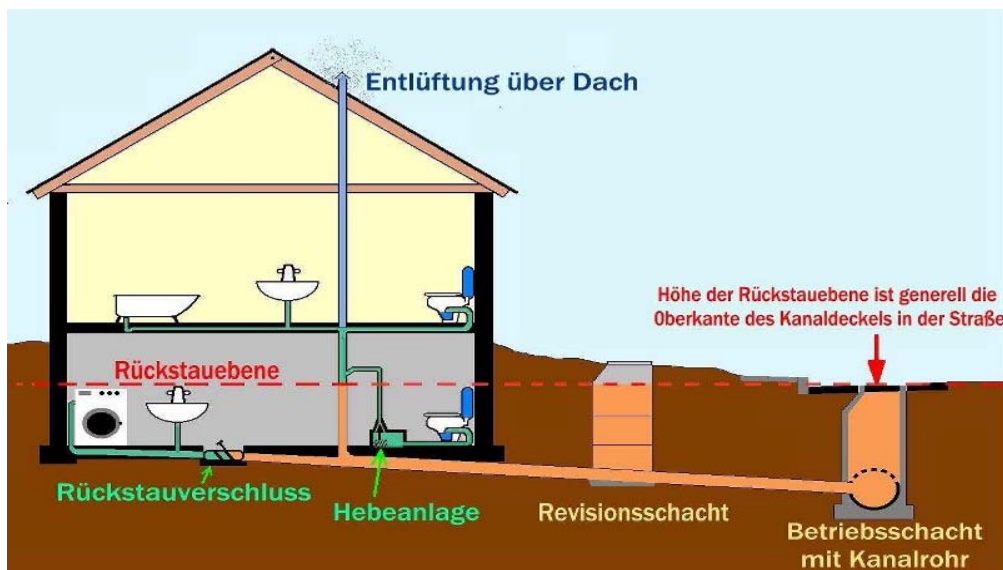 Entlüftung über Dach
Höhe der Rückstauebene ist generell die
Oberkante des Kanaldeckels in der Straße
Rückstauebene
Rückstauverschluss
Hebeanlage
Revisionsschacht
Betriebsschacht
mit Kanalrohr